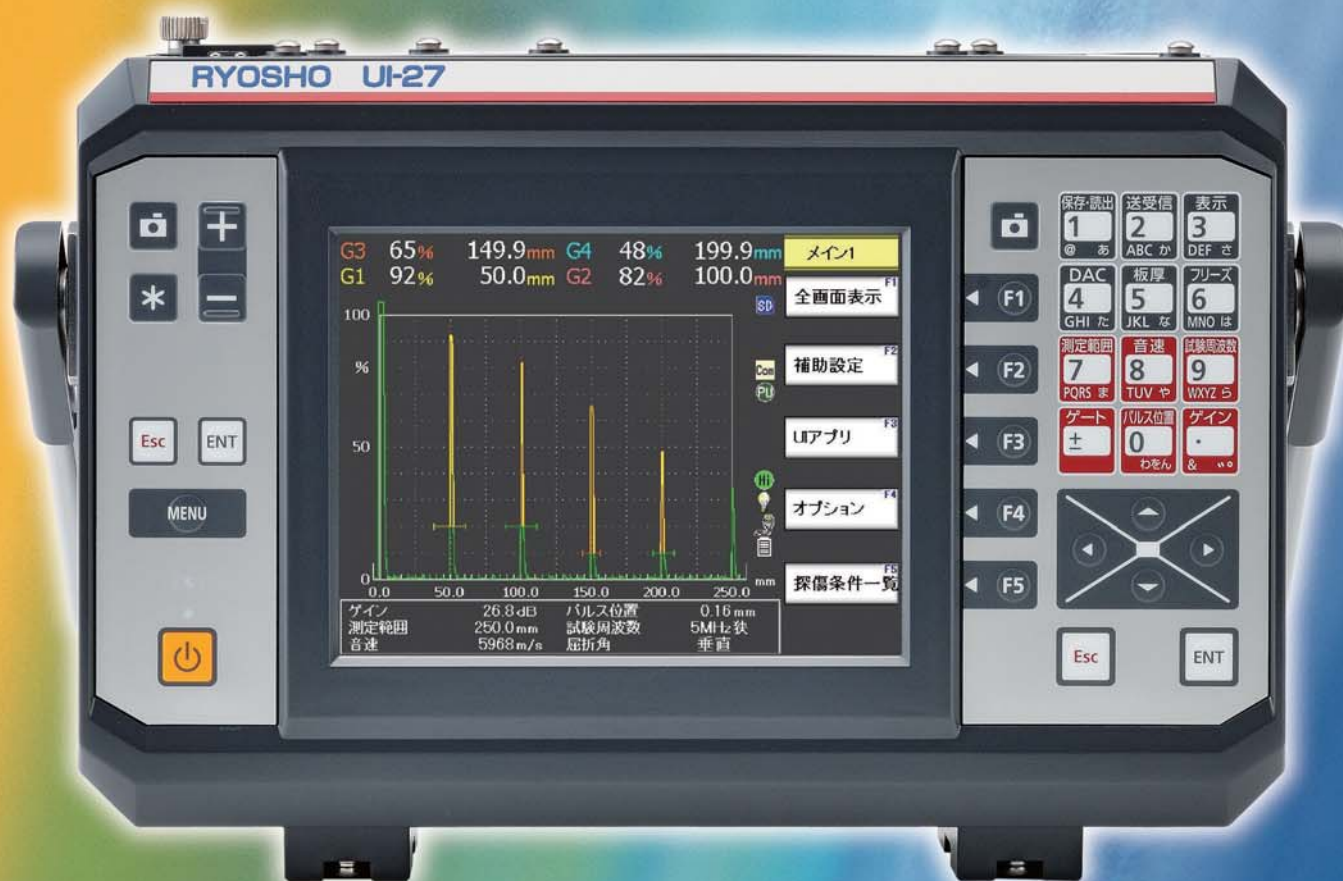 RYOSHO UI-27
G3 65% 149.9mm G4 48% 199.9mm
G1 92% 50.0mm G2 82% 100.0mm
メイン1
全画面表示 F1
補助設定 F2
UIアプリ F3
オプション F4
探傷条件一覧 F5
SD
Com
PU
Hi
100
%
50
0
0.0 50.0 100.0 150.0 200.0 250.0 mm
ゲイン 26.8dB パルス位置 0.16mm
測定範囲 250.0mm 試験周波数 5MHz狭
音速 5968m/s 屈折角 垂直
+
*
−
Esc ENT
MENU
F1
F2
F3
F4
F5
保存・読出 送受信 表示
1 2 3
@ あ ABC か DEF さ
DAC 板厚 フリーズ
4 5 6
GHI た JKL な MNO は
測定範囲 音速 試験周波数
7 8 9
PQRS ま TUV や WXYZ ら
ゲート パルス位置 ゲイン
± 0 ・
わをん & ゛゜
Esc ENT